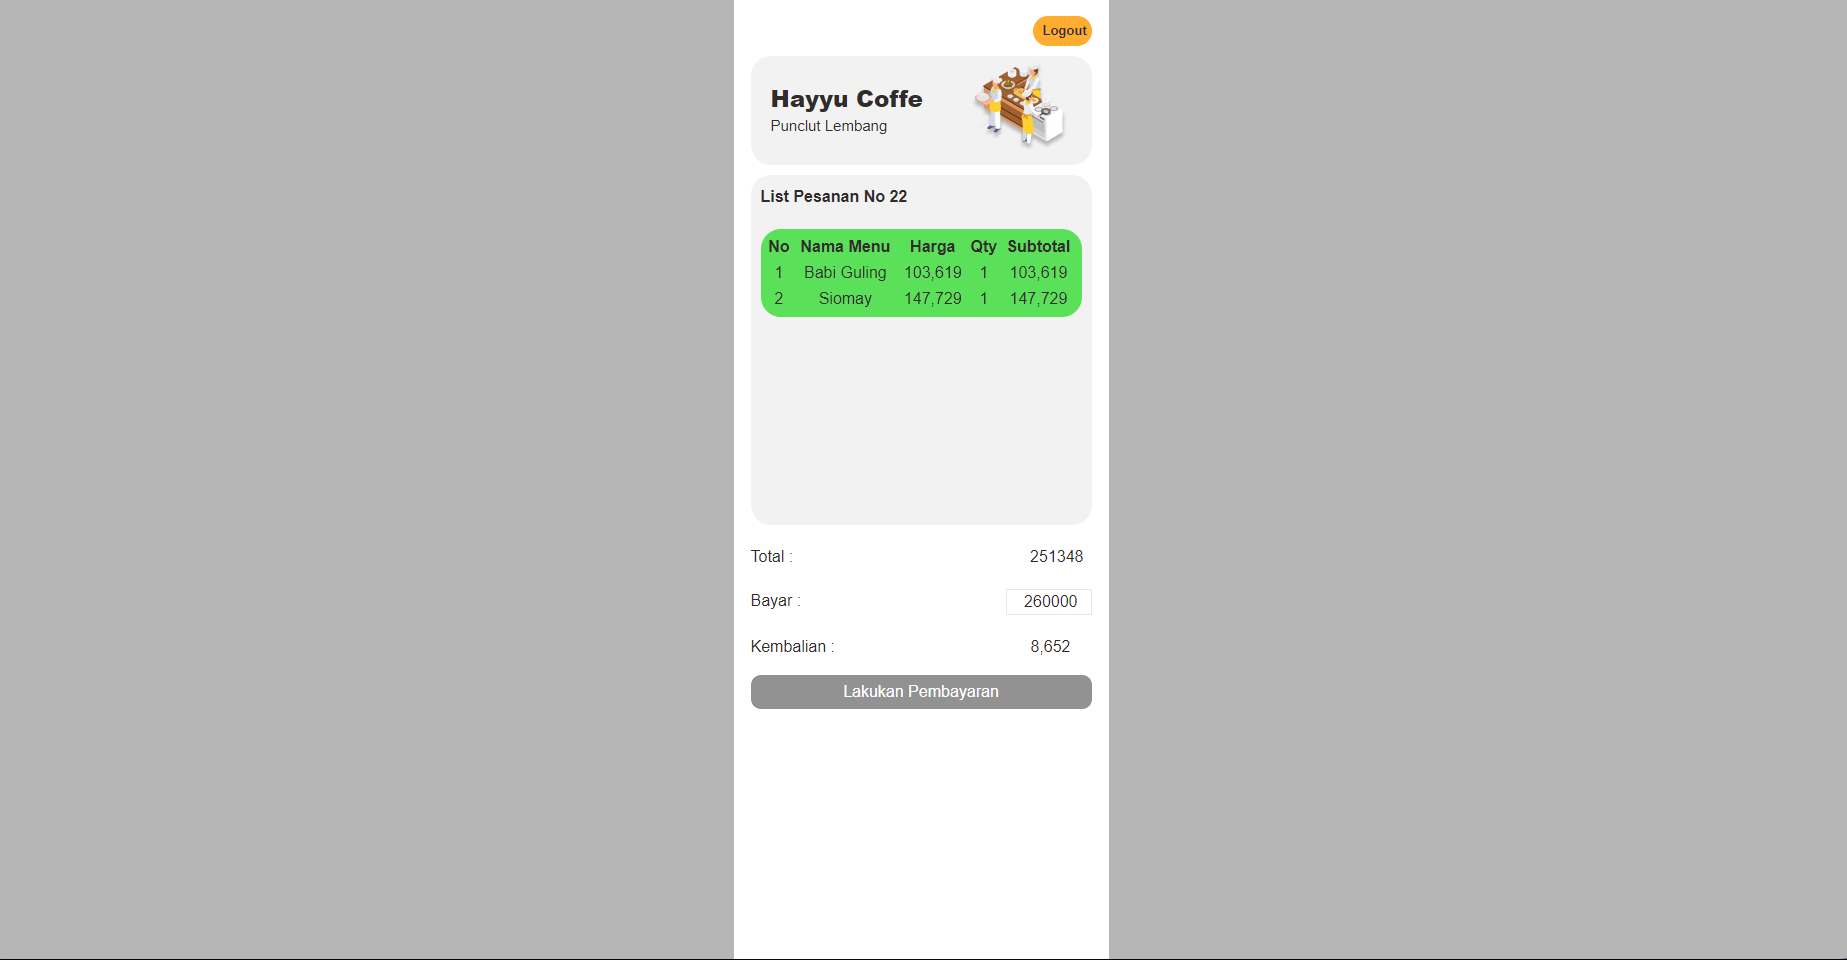 Logout
Hayyu Coffe
Punclut Lembang
List Pesanan No 22
No Nama Menu Harga Qty Subtotal
1 Babi Guling 103,619 1 103,619
2 Siomay 147,729 1 147,729
Total : 251348
Bayar : 260000
Kembalian : 8,652
Lakukan Pembayaran